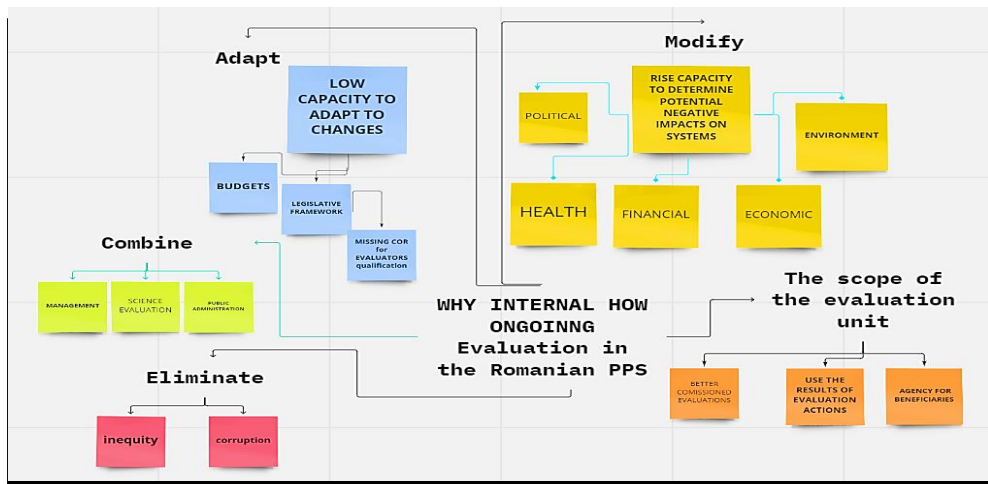 Adapt
LOW
CAPACITY TO
ADAPT TO
CHANGES
BUDGETS
LEGISLATIVE
FRAMEWORK
MISSING COR
for
EVALUATORS
qualification
Modify
RISE CAPACITY
TO DETERMINE
POTENTIAL
NEGATIVE
IMPACTS ON
SYSTEMS
POLITICAL
ENVIRONMENT
HEALTH
FINANCIAL
ECONOMIC
Combine
MANAGEMENT
SCIENCE
EVALUATION
PUBLIC
ADMINISTRATION
WHY INTERNAL HOW
ONGOINNG
Evaluation in
the Romanian PPS
The scope of
the evaluation
unit
BETTER
COMISSIONED
EVALUATIONS
USE THE
RESULTS OF
EVALUATION
ACTIONS
AGENCY FOR
BENEFICIARIES
Eliminate
inequity
corruption